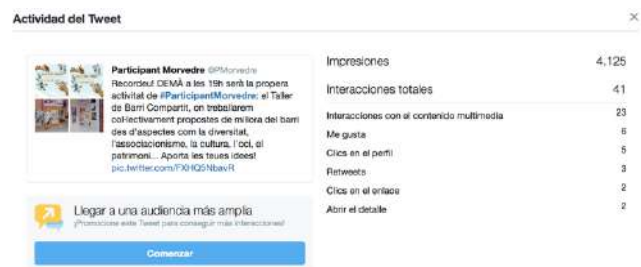 Actividad del Tweet
Participant Morvedre @PMorvedre
Recordeu! DEMÀ a les 19h serà la propera
activitat de #ParticipantMorvedre: el Taller
de Barri Compartit, on treballarem
col·lectivament propostes de millora del barri
des d'aspectes com la diversitat,
l'associacionisme, la cultura, l'oci, el
patrimoni... Aporta les teues idees!
pic.twitter.com/FXHQ5NbavR
Llegar a una audiencia más amplia
¡Promociona este Tweet para conseguir más interacciones!
Comenzar
Impresiones 4,125
Interacciones totales 41
Interacciones con el contenido multimedia 23
Me gusta 6
Clics en el perfil 5
Retweets 3
Clics en el enlace 2
Abrir el detalle 2